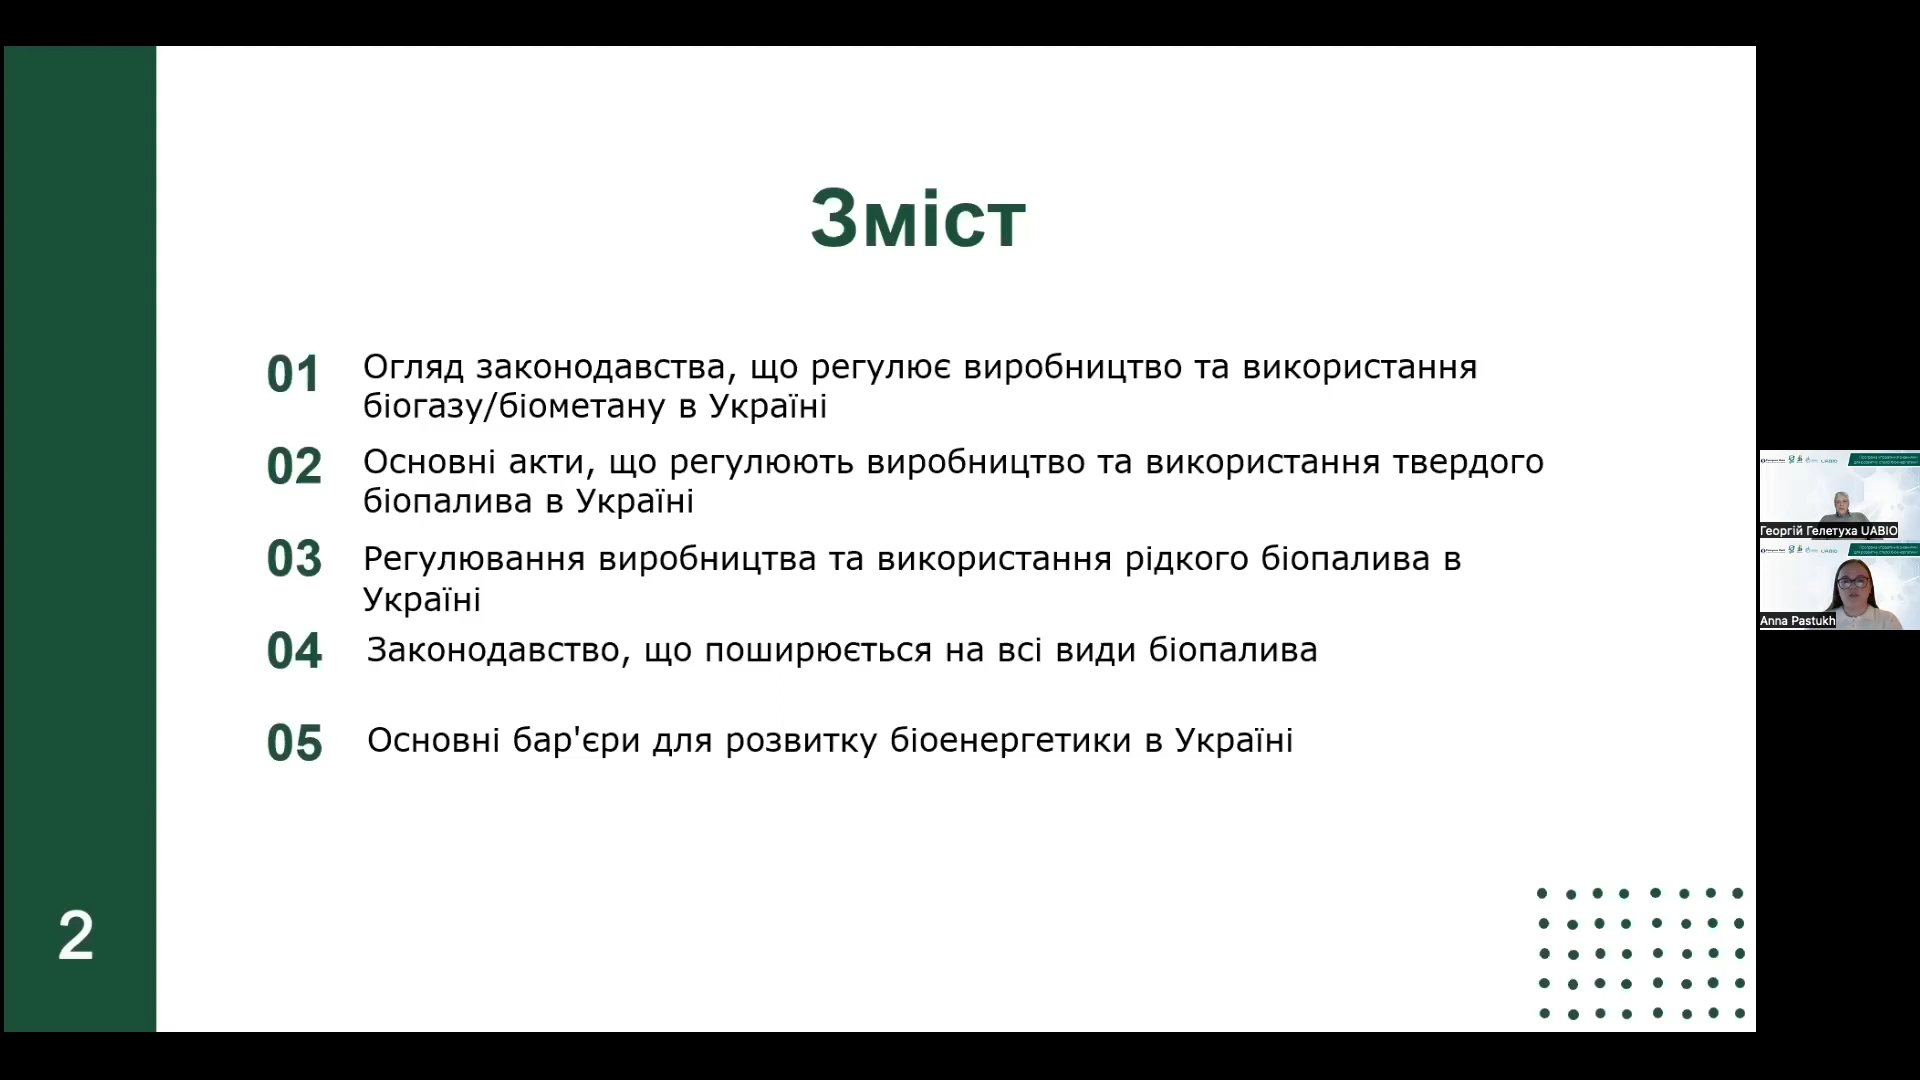 Зміст
01
Огляд законодавства, що регулює виробництво та використання
біогазу/біометану в Україні
02
Основні акти, що регулюють виробництво та використання твердого
біопалива в Україні
03
Регулювання виробництва та використання рідкого біопалива в
Україні
04
Законодавство, що поширюється на всі види біопалива
05
Основні бар'єри для розвитку біоенергетики в Україні
2
Георгій Гелетуха UABIO
Anna Pastukh